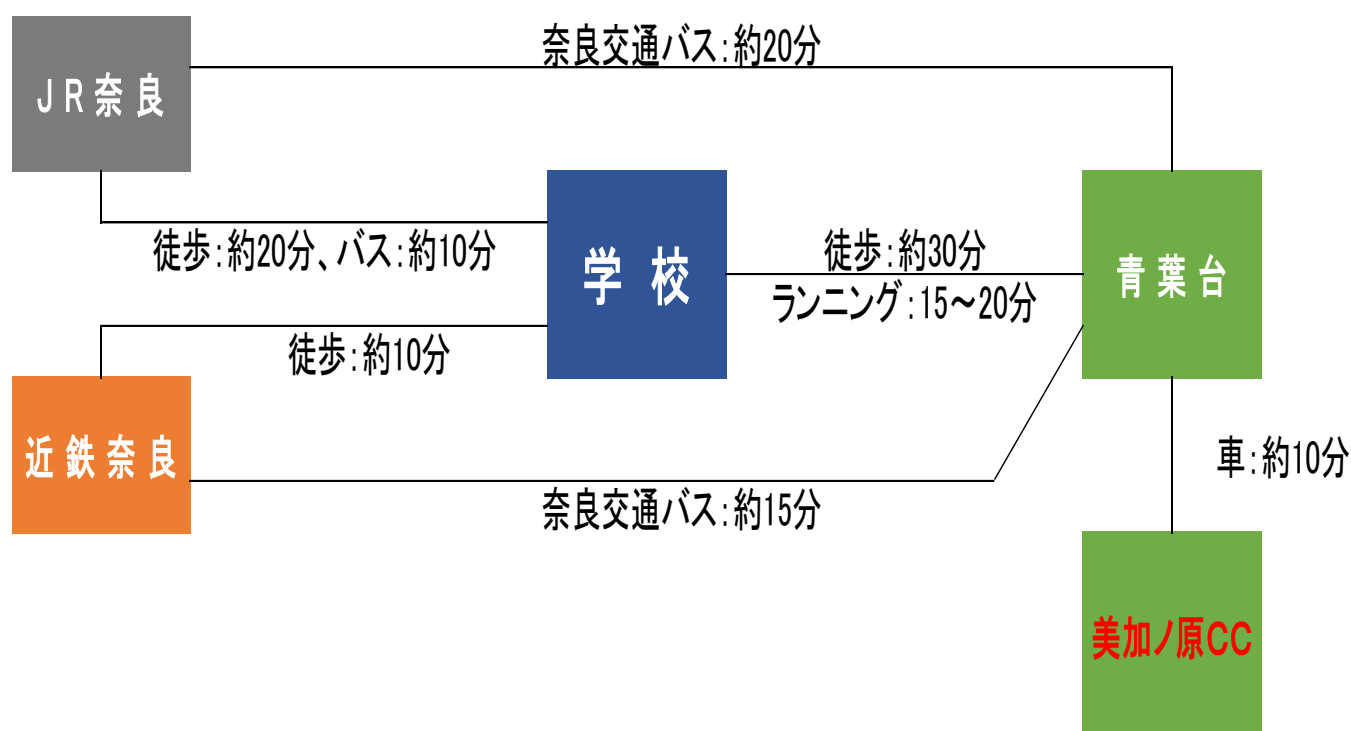 奈良交通バス：約20分
ＪＲ奈良
徒歩：約20分、バス：約10分
学校
徒歩：約30分
ランニング：15～20分
青葉台
徒歩：約10分
近鉄奈良
奈良交通バス：約15分
車：約10分
美加ノ原CC